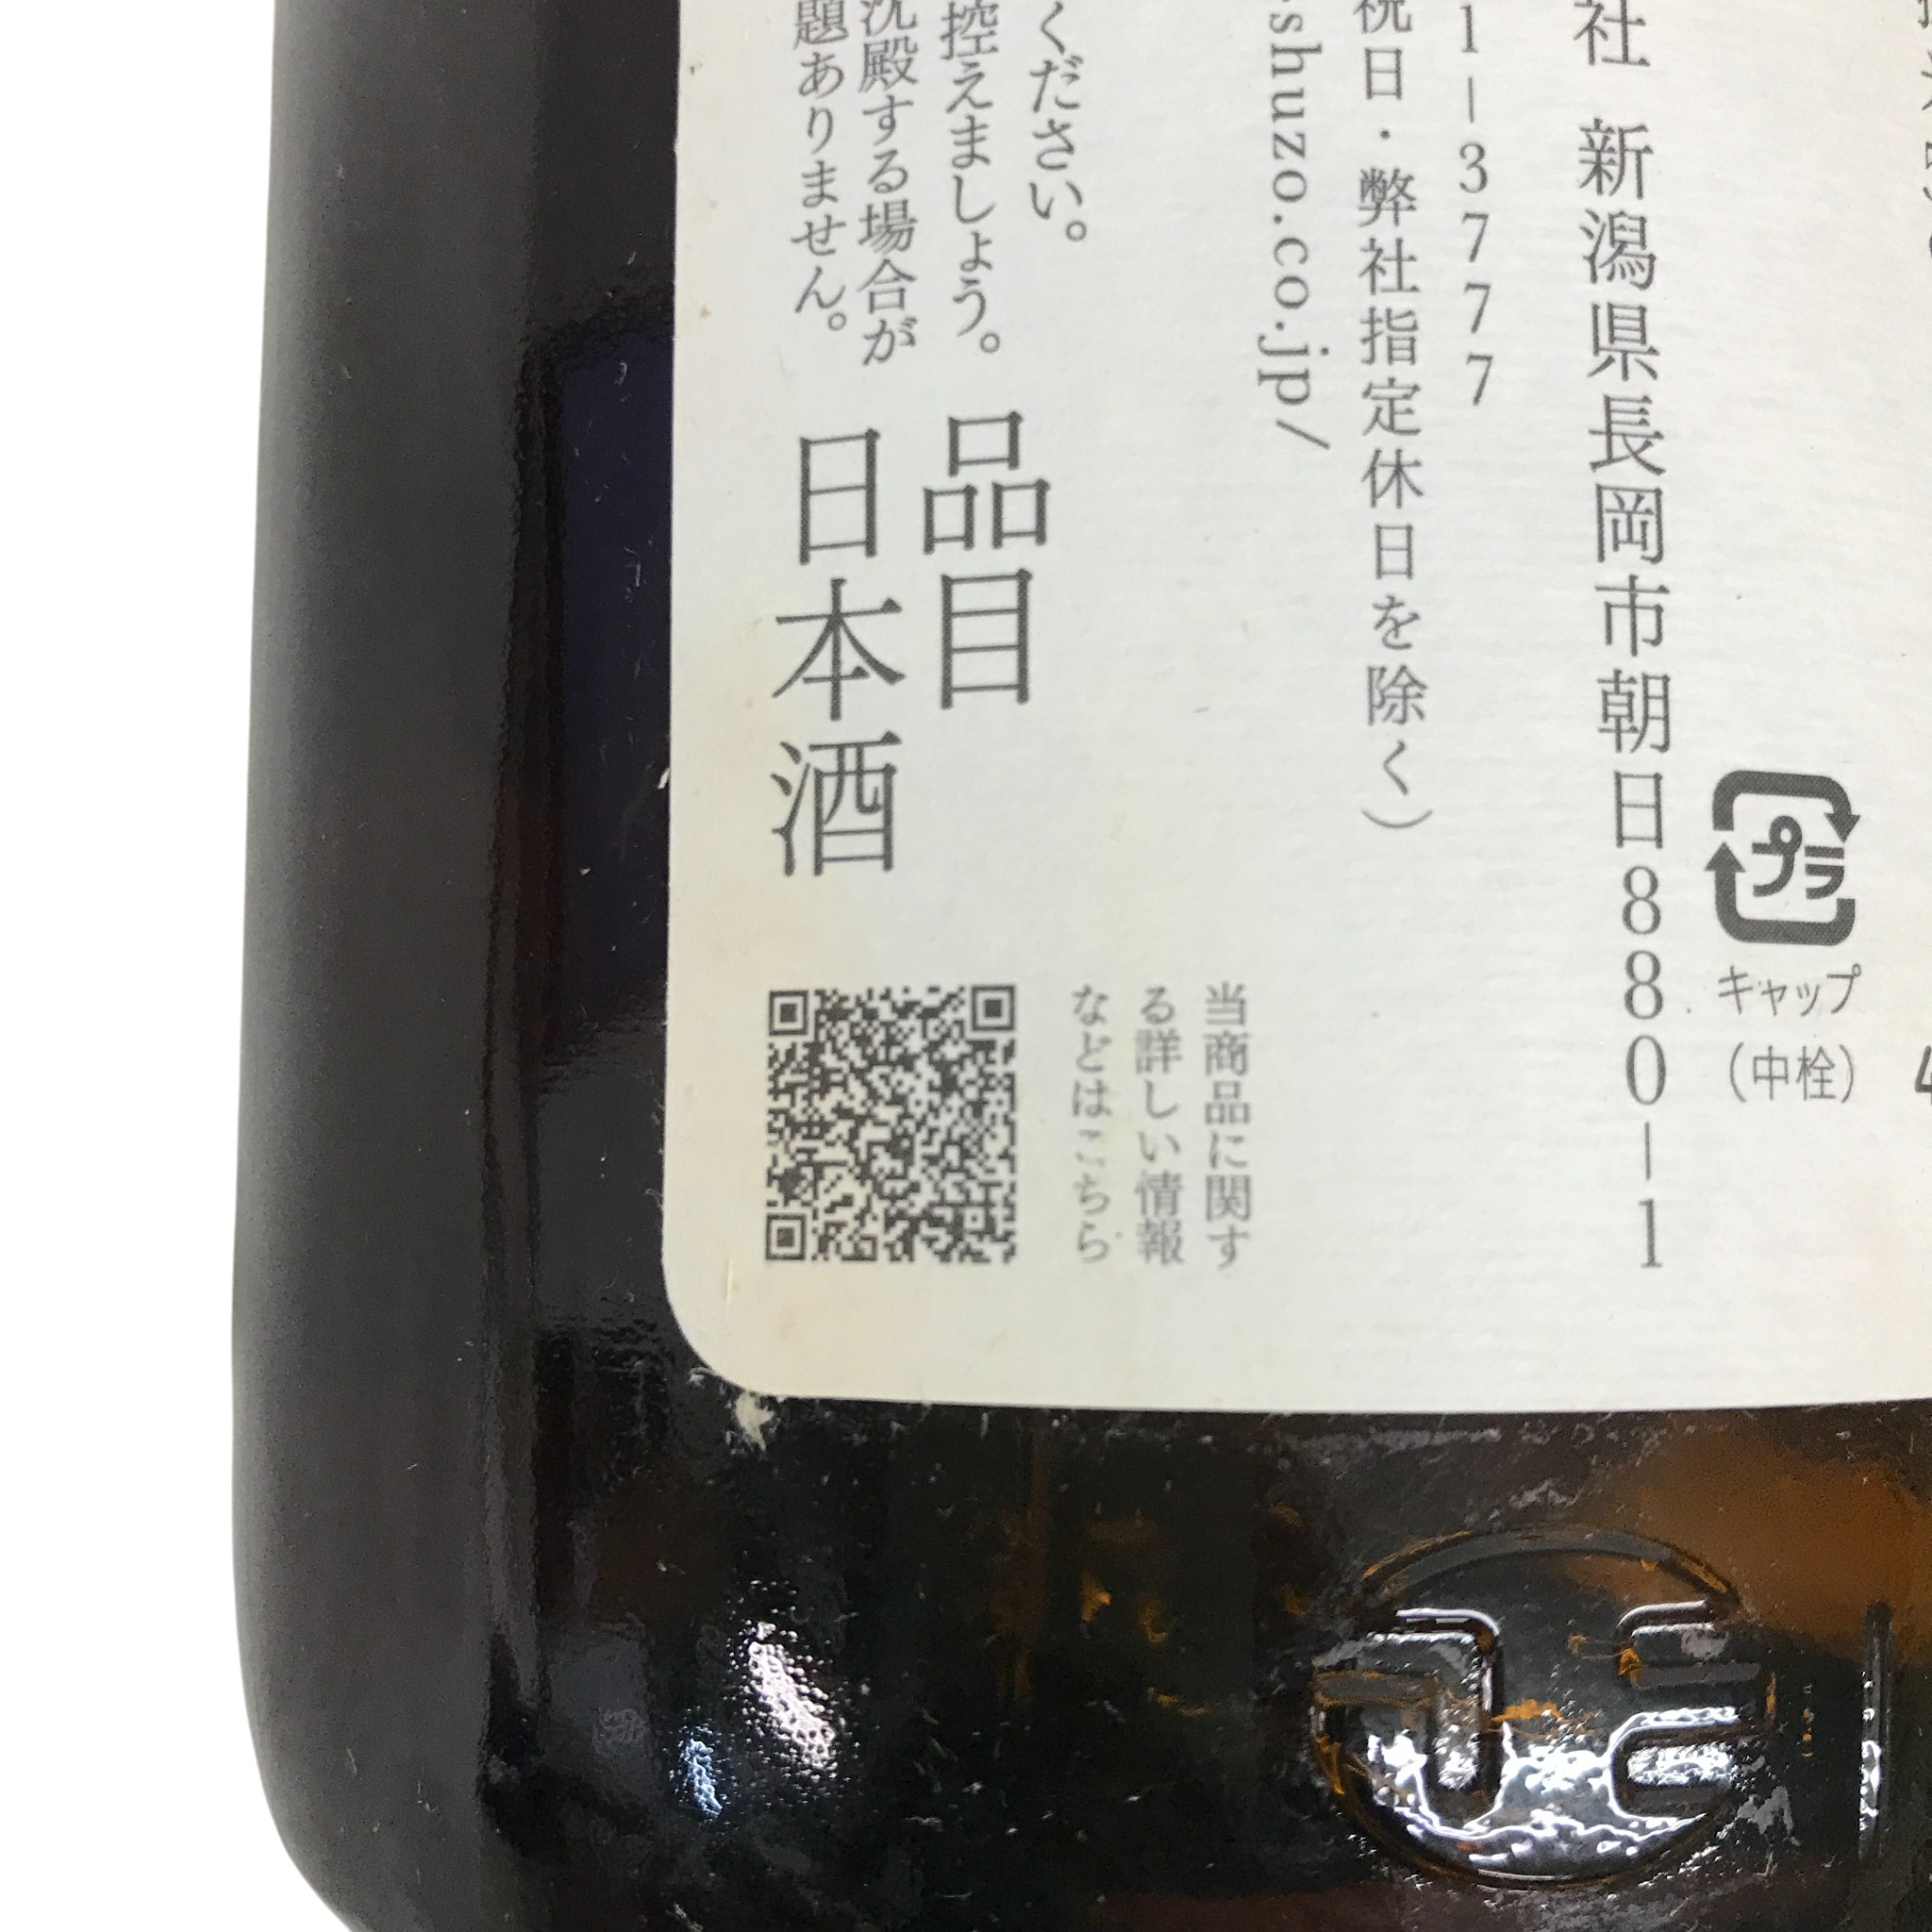 社 新潟県長岡市朝日880-1
プラ
キャップ
(中栓)
1-3777
祝日・弊社指定休日を除く)
-shuzo.co.jp/
ください。
控えましょう。
沈殿する場合が
題ありません。
品目
日本酒
当商品に関す
る詳しい情報
などはこちら